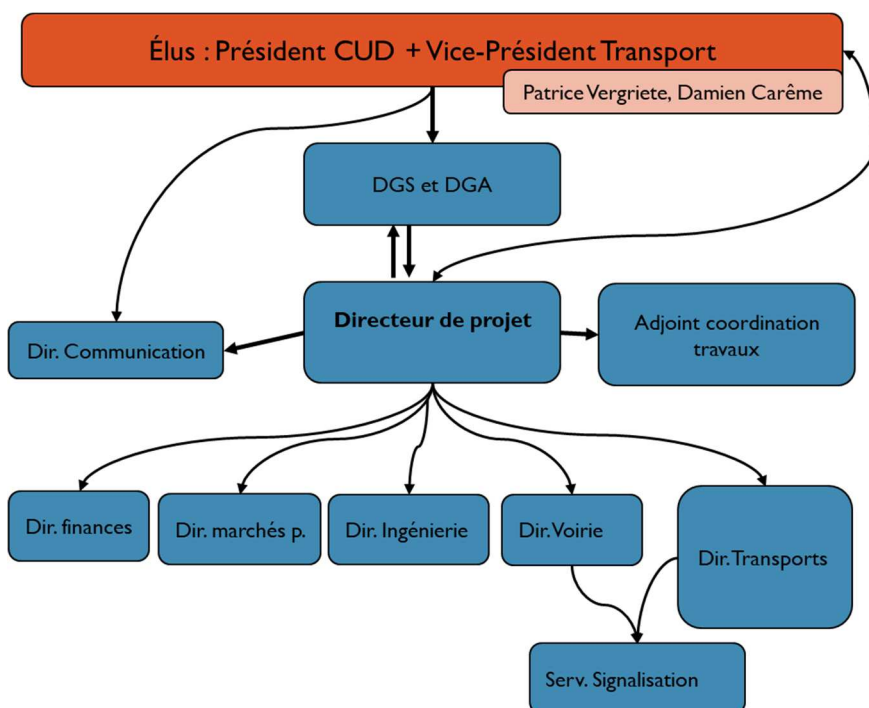 Élus : Président CUD + Vice-Président Transport
Patrice Vergriete, Damien Carême
DGS et DGA
Directeur de projet
Adjoint coordination
travaux
Dir. Communication
Dir. finances
Dir. marchés p.
Dir. Ingénierie
Dir. Voirie
Dir. Transports
Serv. Signalisation